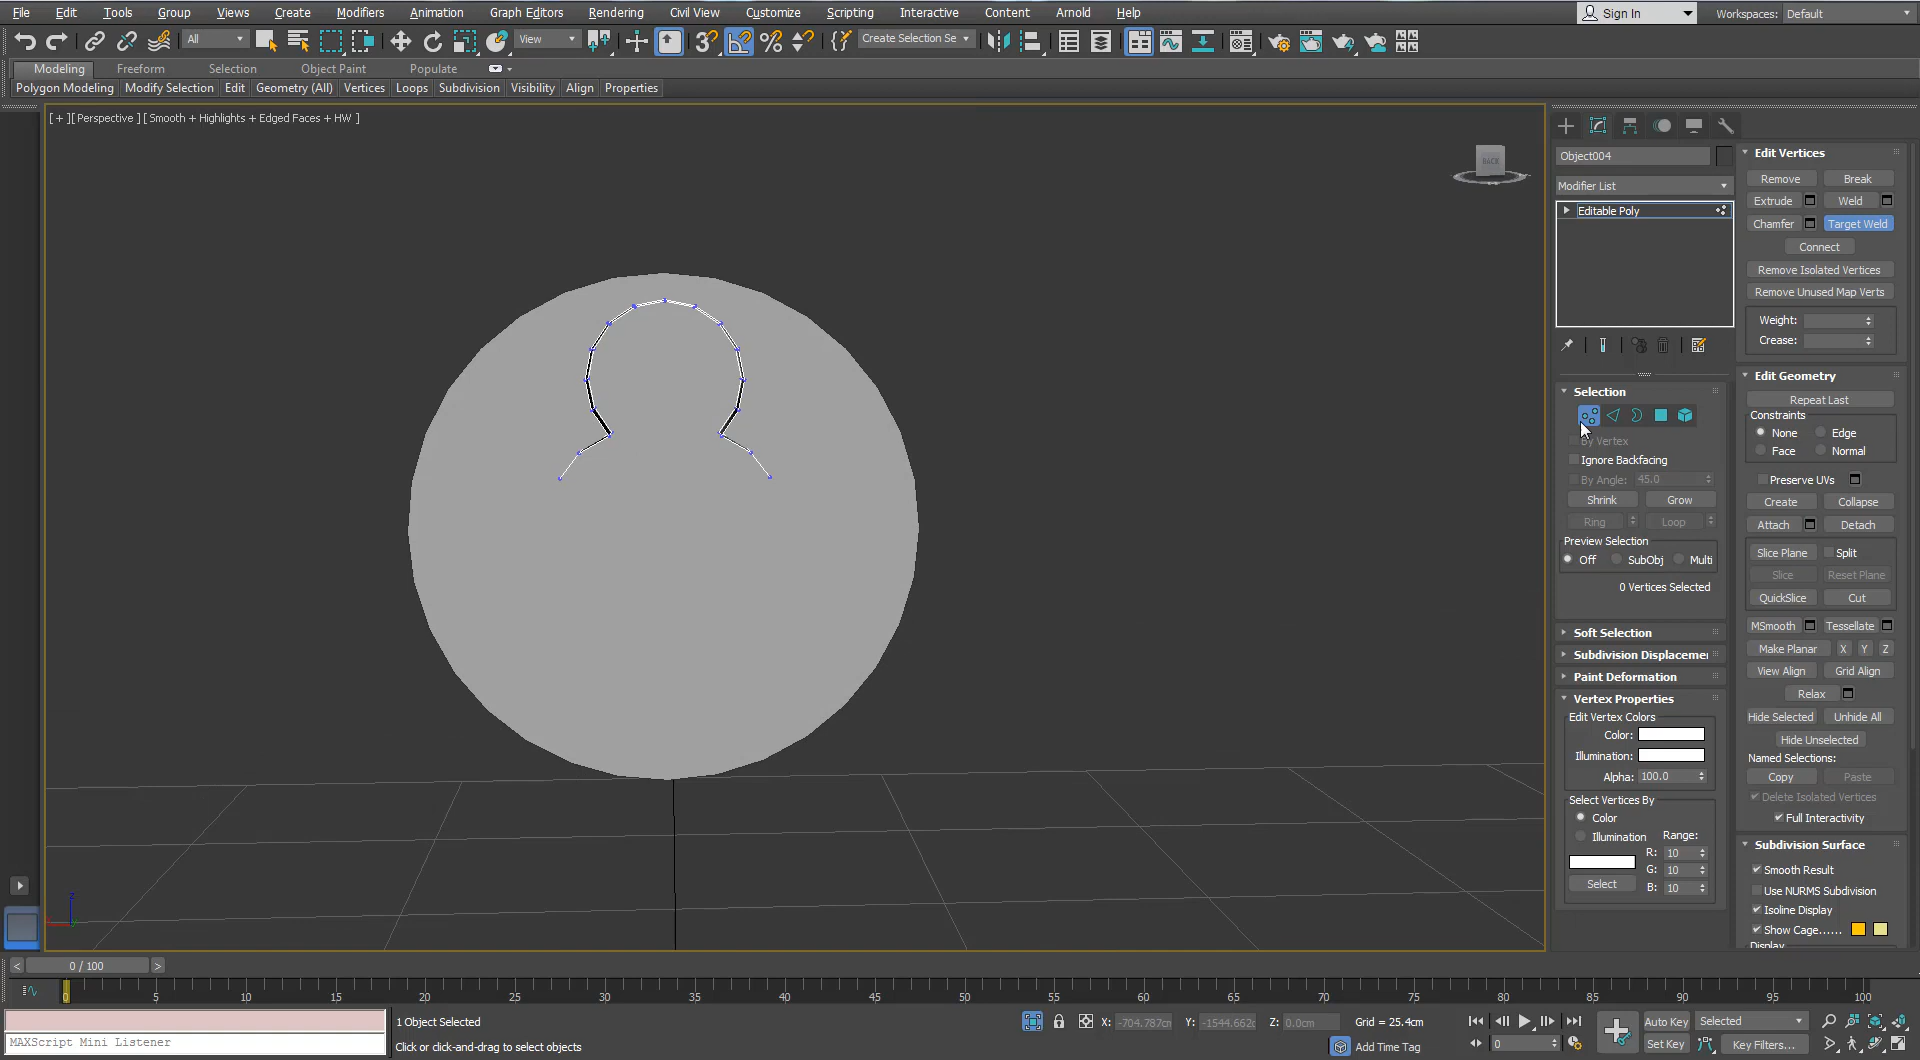 File Edit Tools Group Views Create Modifiers Animation Graph Editors Rendering Civil View Customize Scripting Interactive Content Arnold Help Sign In Workspaces: Default
All View 3 Create Selection Se
Modeling Freeform Selection Object Paint Populate
Polygon Modeling Modify Selection Edit Geometry (All) Vertices Loops Subdivision Visibility Align Properties
[ + ][ Perspective ] [ Smooth + Highlights + Edged Faces + HW ]
BACK
Object004
Modifier List
Editable Poly
Selection
By Vertex
Ignore Backfacing
By Angle: 45.0
Shrink Grow
Ring Loop
Preview Selection
Off SubObj Multi
0 Vertices Selected
Soft Selection
Subdivision Displacemen
Paint Deformation
Vertex Properties
Edit Vertex Colors
Color:
Illumination:
Alpha: 100.0
Select Vertices By
Color
Illumination Range:
R: 10
G: 10
Select B: 10
Edit Vertices
Remove Break
Extrude Weld
Chamfer Target Weld
Connect
Remove Isolated Vertices
Remove Unused Map Verts
Weight:
Crease:
Edit Geometry
Repeat Last
Constraints
None Edge
Face Normal
Preserve UVs
Create Collapse
Attach Detach
Slice Plane Split
Slice Reset Plane
QuickSlice Cut
MSmooth Tessellate
Make Planar X Y Z
View Align Grid Align
Relax
Hide Selected Unhide All
Hide Unselected
Named Selections:
Copy Paste
Delete Isolated Vertices
Full Interactivity
Subdivision Surface
Smooth Result
Use NURMS Subdivision
Isoline Display
Show Cage......
Display
z
< 0 / 100 >
0 5 10 15 20 25 30 35 40 45 50 55 60 65 70 75 80 85 90 95 100
1 Object Selected X: -704.787cm Y: -1544.662c Z: 0.0cm Grid = 25.4cm Auto Key Selected
MAXScript Mini Listener Click or click-and-drag to select objects Add Time Tag 0 Set Key Key Filters...